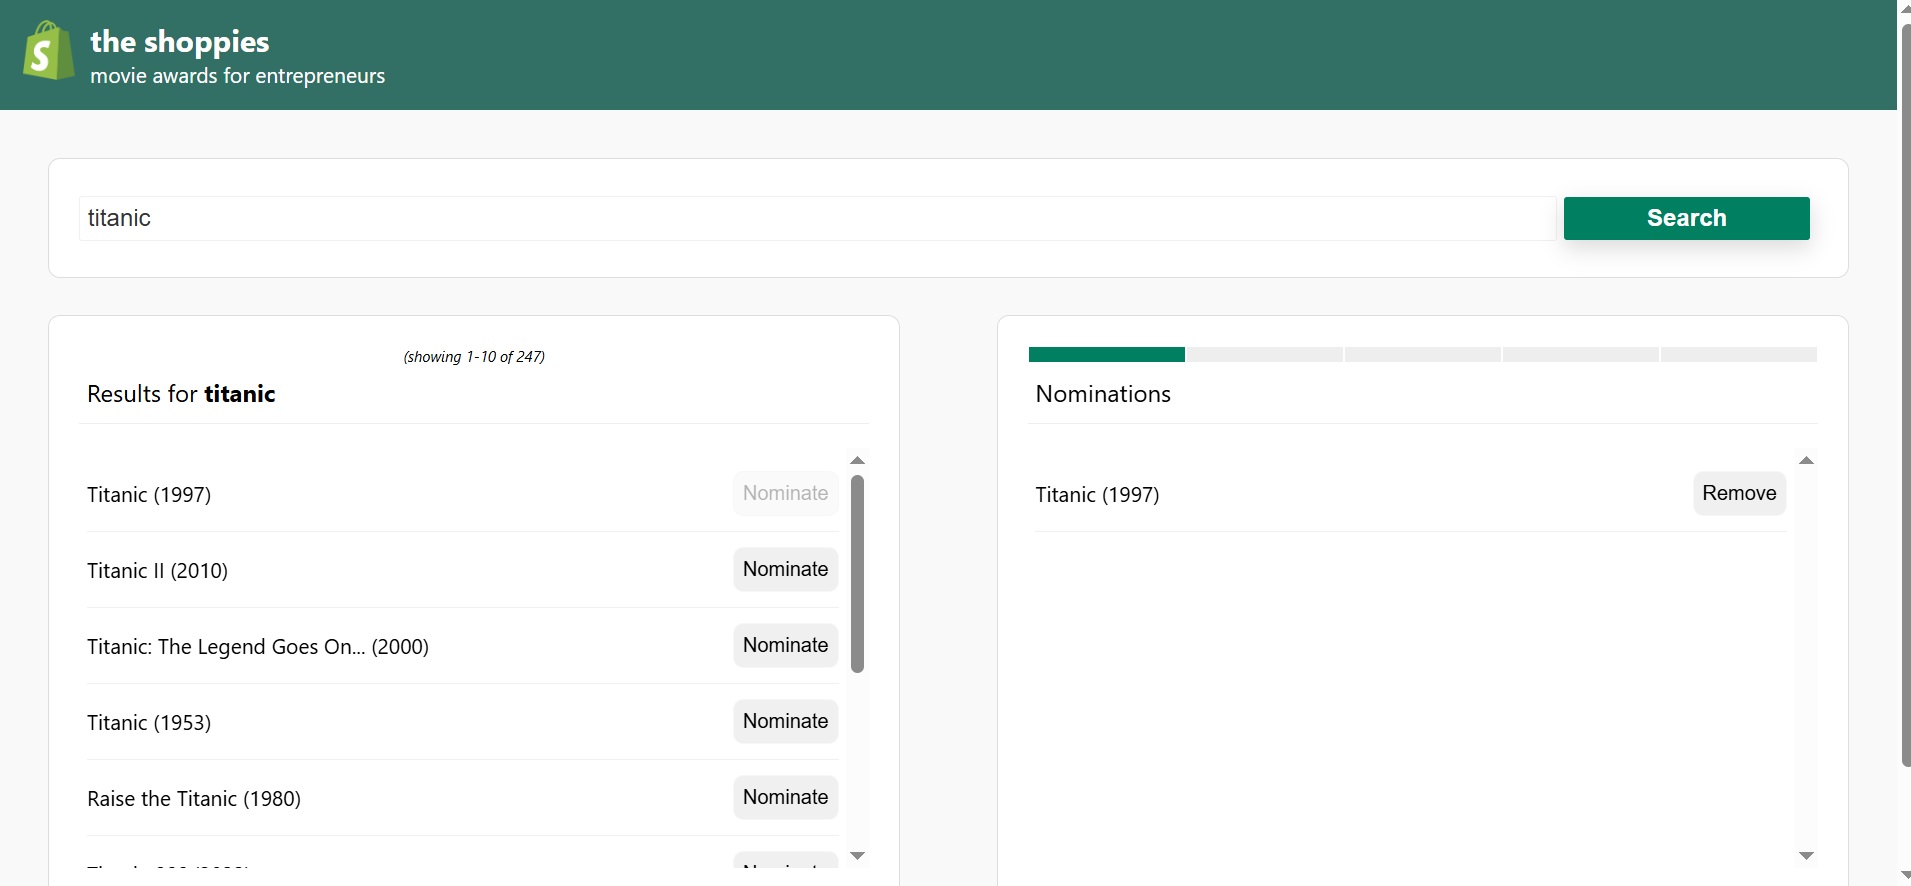 the shoppies
movie awards for entrepreneurs
titanic
Search
(showing 1-10 of 247)
Results for titanic
Titanic (1997) Nominate
Titanic II (2010) Nominate
Titanic: The Legend Goes On... (2000) Nominate
Titanic (1953) Nominate
Raise the Titanic (1980) Nominate
Nominations
Titanic (1997) Remove